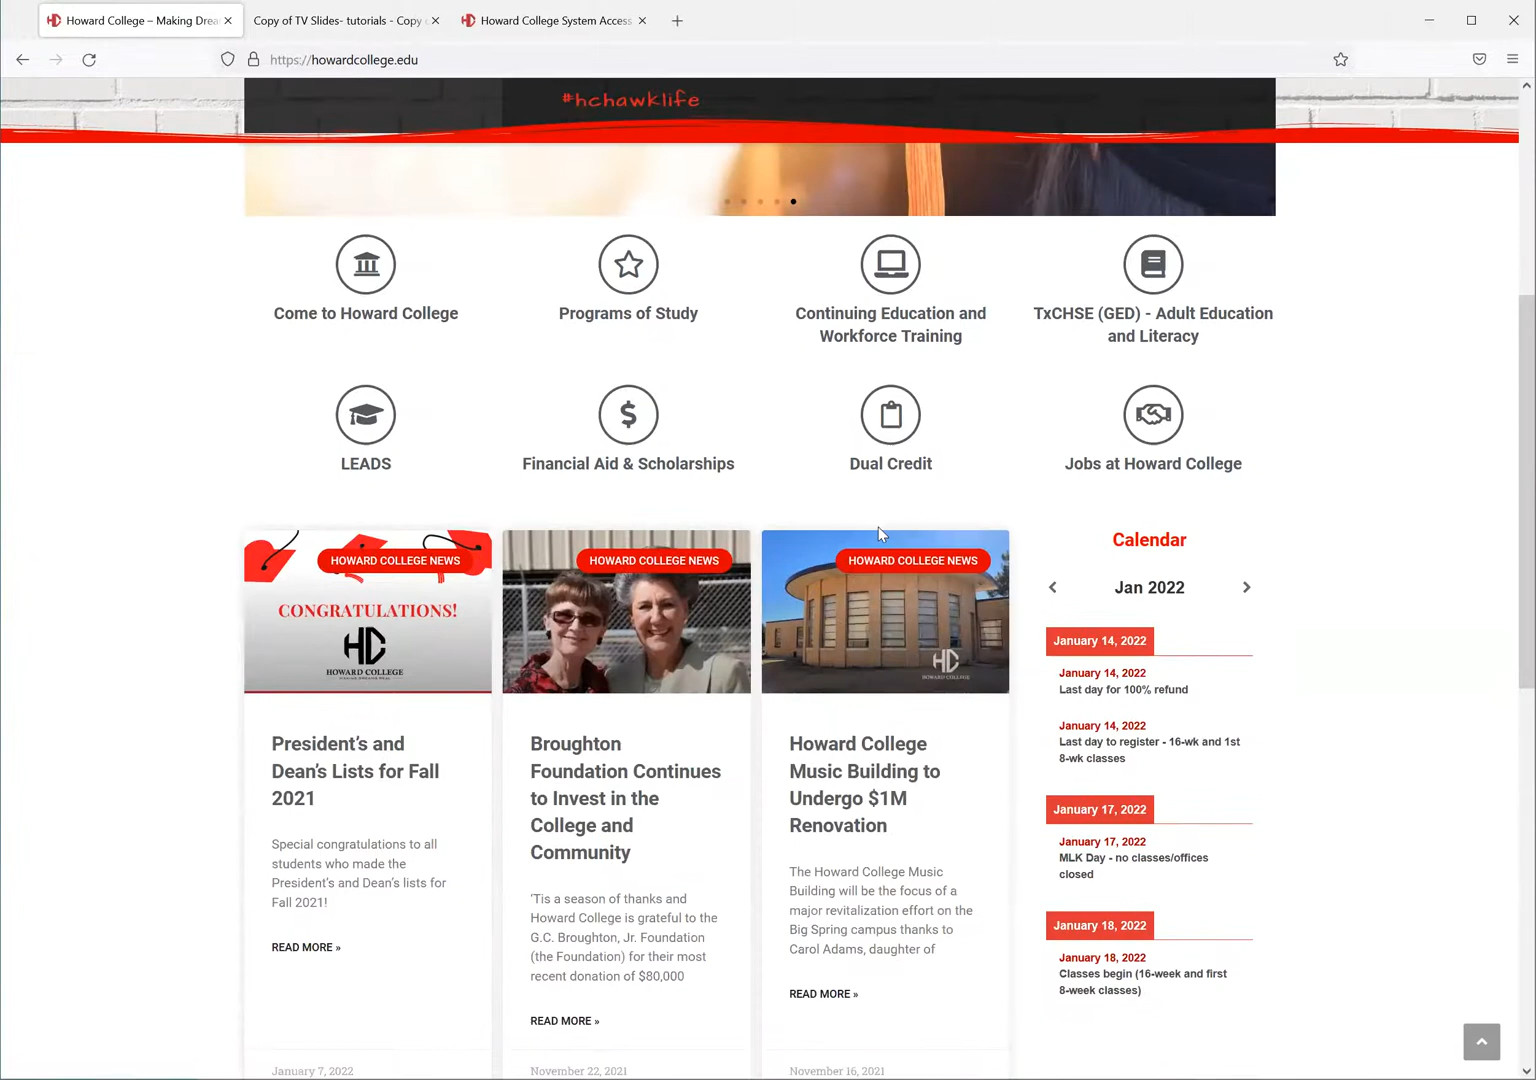 Howard College – Making Drea
Copy of TV Slides- tutorials - Copy
Howard College System Access
https://howardcollege.edu
#hchawklife
Come to Howard College
Programs of Study
Continuing Education and
Workforce Training
TxCHSE (GED) - Adult Education
and Literacy
LEADS
Financial Aid & Scholarships
Dual Credit
Jobs at Howard College
HOWARD COLLEGE NEWS
CONGRATULATIONS!
HC
HOWARD COLLEGE
President’s and
Dean’s Lists for Fall
2021
Special congratulations to all
students who made the
President’s and Dean’s lists for
Fall 2021!
READ MORE »
January 7, 2022
HOWARD COLLEGE NEWS
Broughton
Foundation Continues
to Invest in the
College and
Community
‘Tis a season of thanks and
Howard College is grateful to the
G.C. Broughton, Jr. Foundation
(the Foundation) for their most
recent donation of $80,000
READ MORE »
November 22, 2021
HOWARD COLLEGE NEWS
HC
HOWARD COLLEGE
Howard College
Music Building to
Undergo $1M
Renovation
The Howard College Music
Building will be the focus of a
major revitalization effort on the
Big Spring campus thanks to
Carol Adams, daughter of
READ MORE »
November 16, 2021
Calendar
Jan 2022
January 14, 2022
January 14, 2022
Last day for 100% refund
January 14, 2022
Last day to register - 16-wk and 1st
8-wk classes
January 17, 2022
January 17, 2022
MLK Day - no classes/offices
closed
January 18, 2022
January 18, 2022
Classes begin (16-week and first
8-week classes)